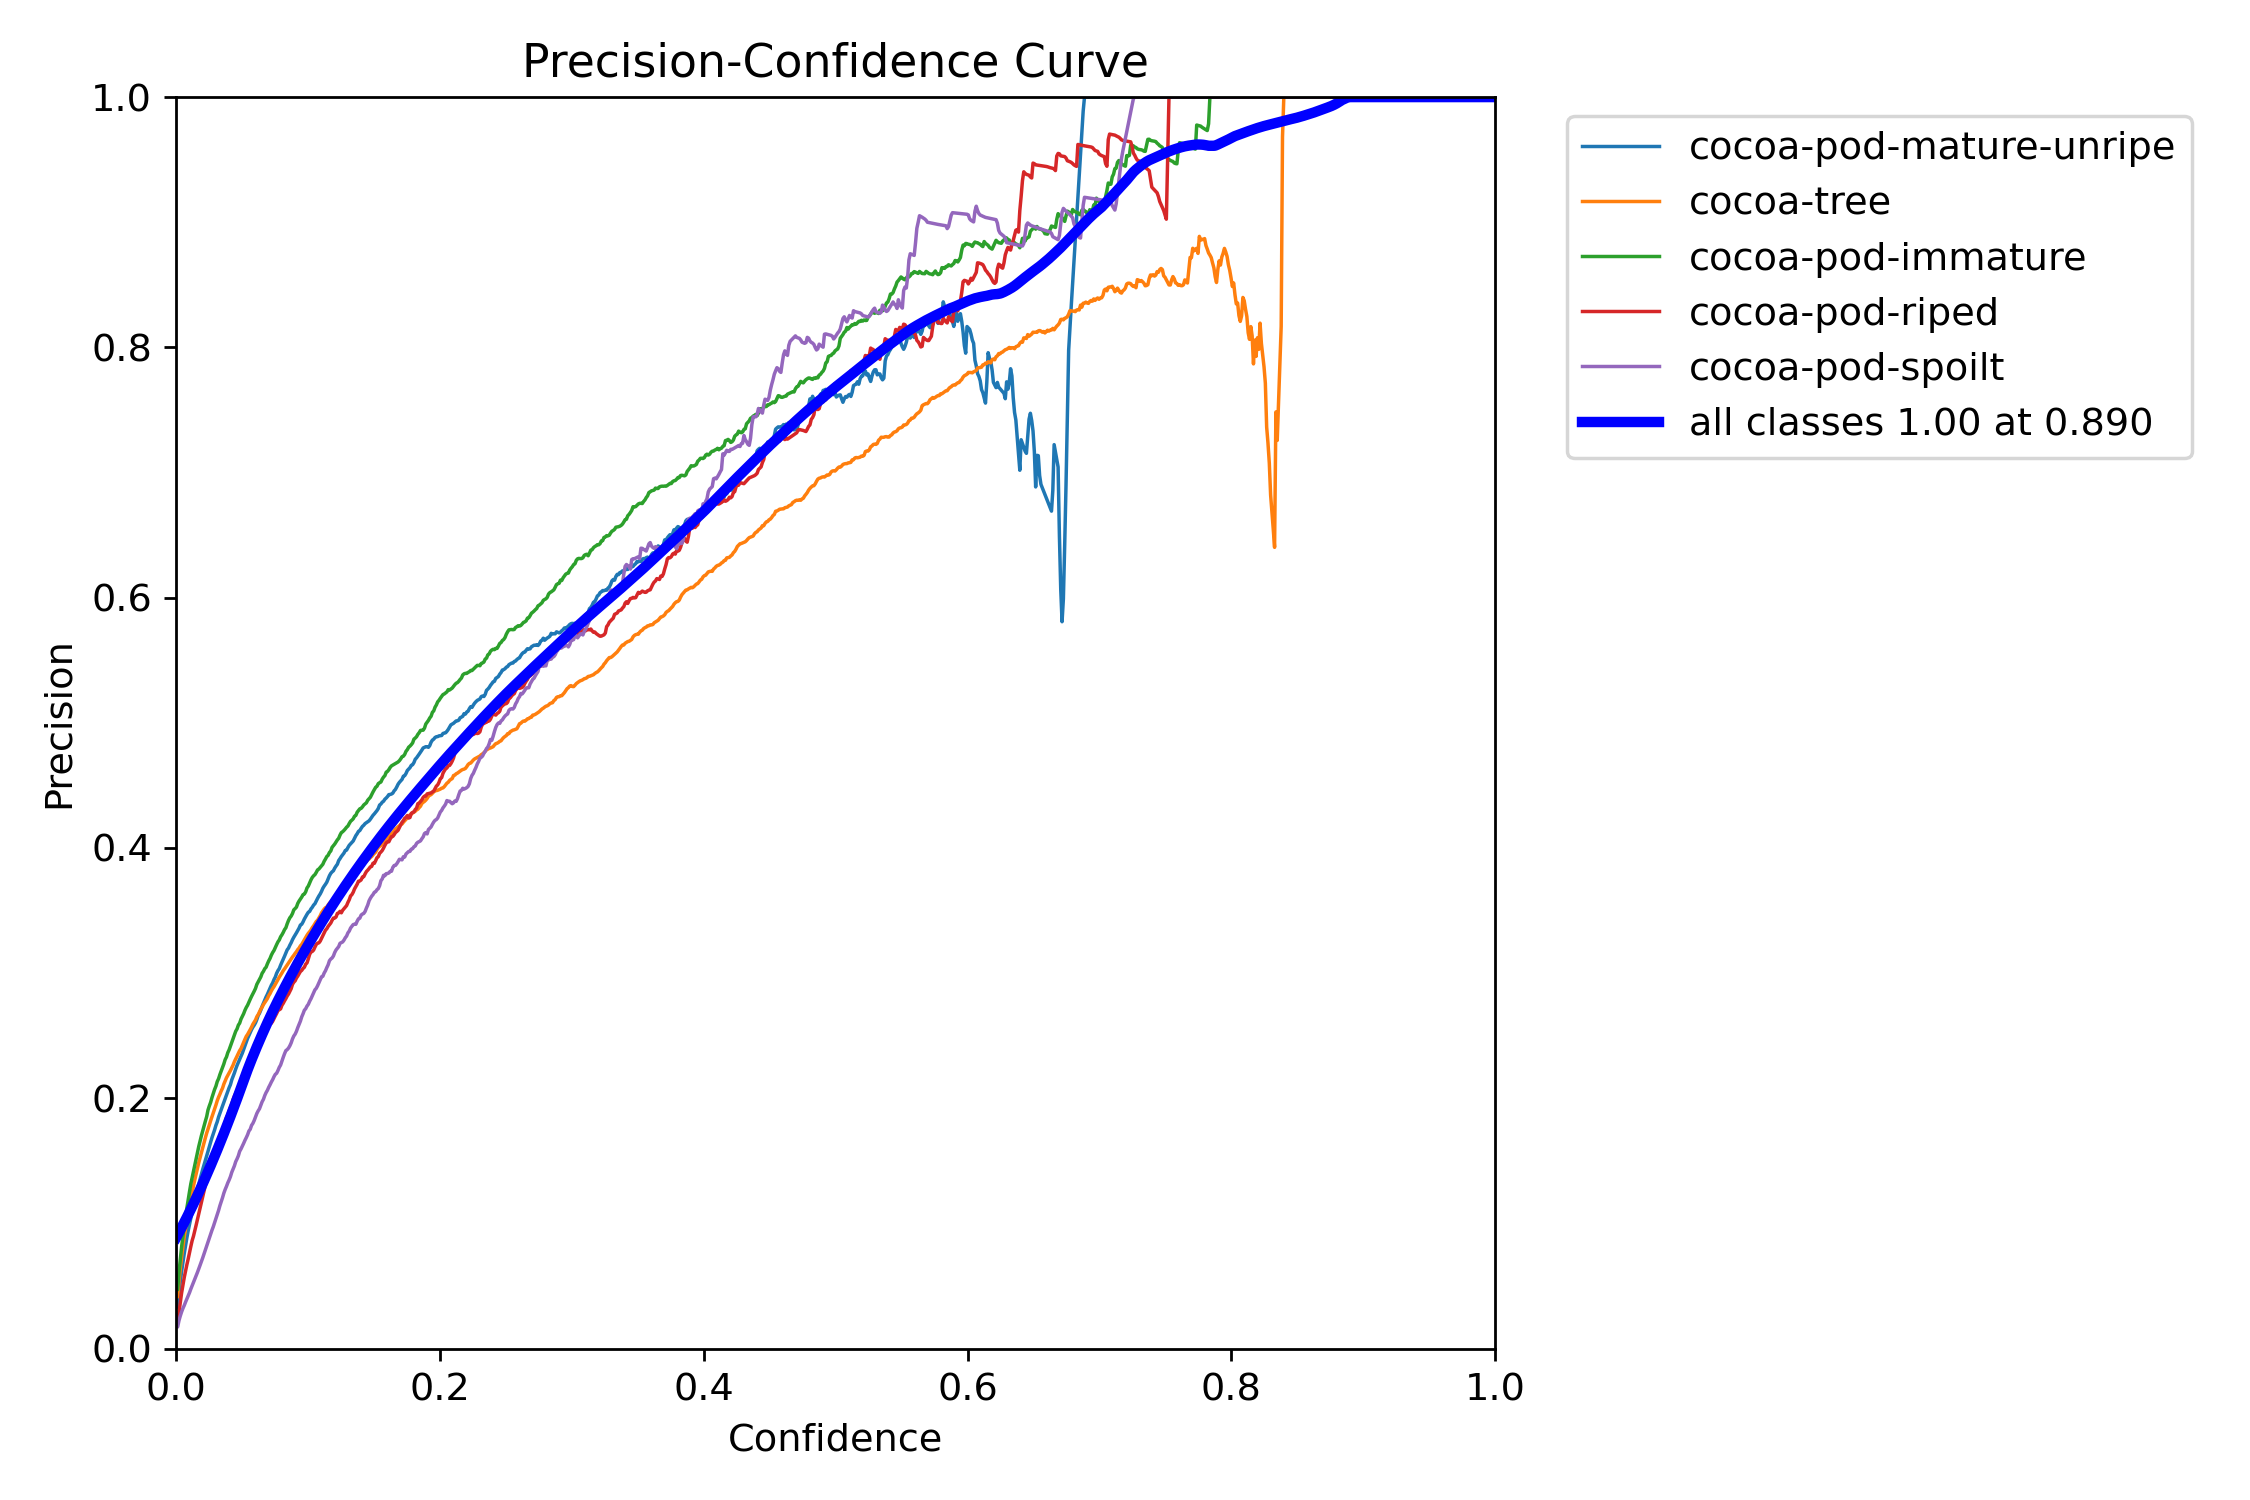 Precision-Confidence Curve
1.0
0.8
0.6
0.4
0.2
0.0
Precision
0.0 0.2 0.4 0.6 0.8 1.0
Confidence
cocoa-pod-mature-unripe
cocoa-tree
cocoa-pod-immature
cocoa-pod-riped
cocoa-pod-spoilt
all classes 1.00 at 0.890